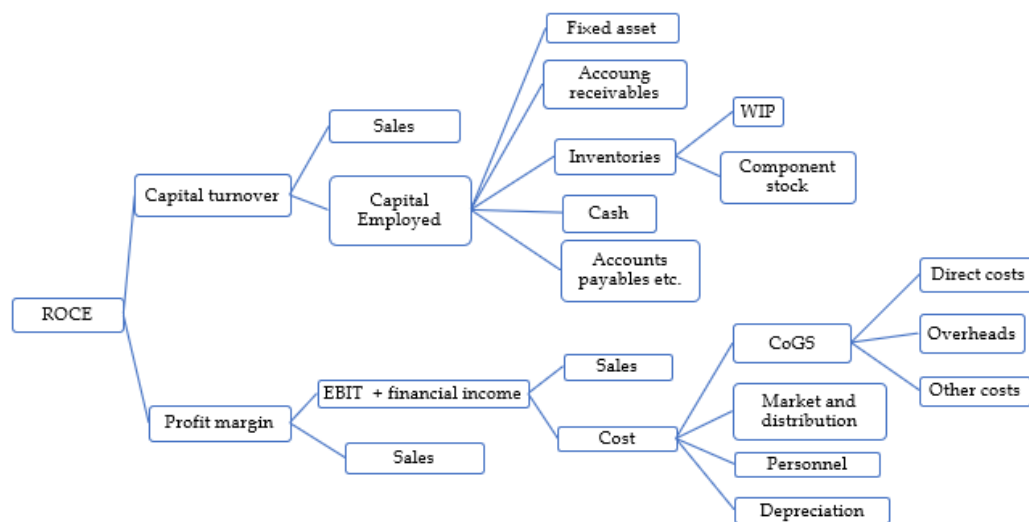 Fixed asset
Accoung
receivables
WIP
Sales
Inventories
Component
stock
Capital turnover
Capital
Employed
Cash
Accounts
payables etc.
Direct costs
ROCE
CoGS
Overheads
Sales
EBIT + financial income
Other costs
Market and
distribution
Profit margin
Cost
Sales
Personnel
Depreciation